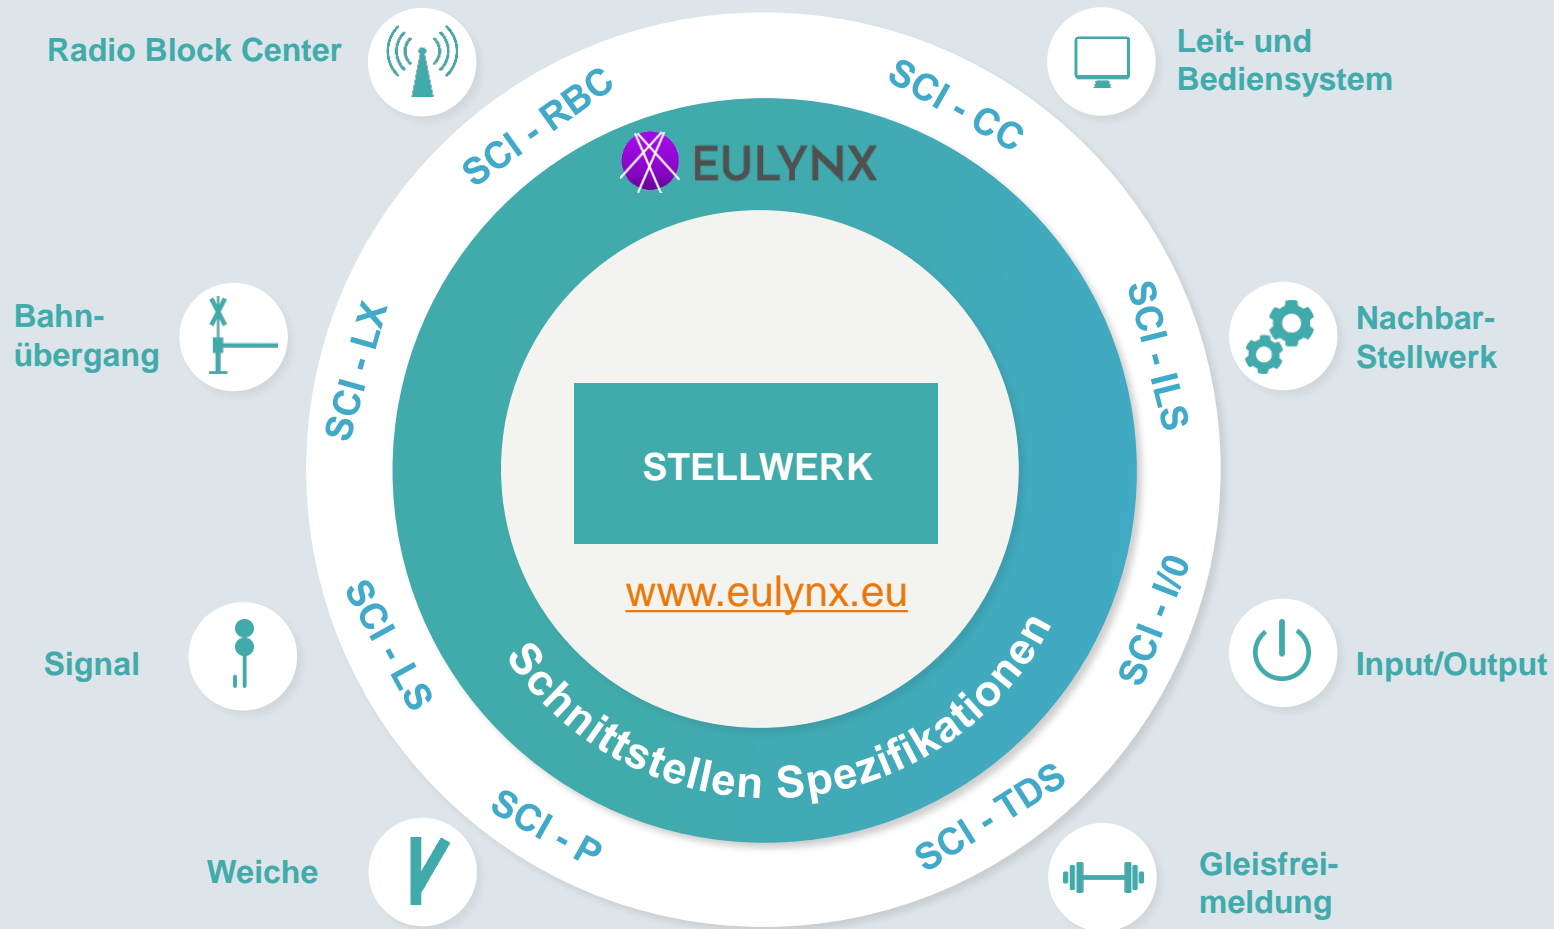 Radio Block Center
Leit- und
Bediensystem
SCI - RBC
SCI - CC
EULYNX
Bahn-
übergang
SCI - LX
SCI - ILS
Nachbar-
Stellwerk
STELLWERK
www.eulynx.eu
Signal
SCI - LS
SCI - I/0
Input/Output
Schnittstellen Spezifikationen
Weiche
SCI - P
SCI - TDS
Gleisfrei-
meldung